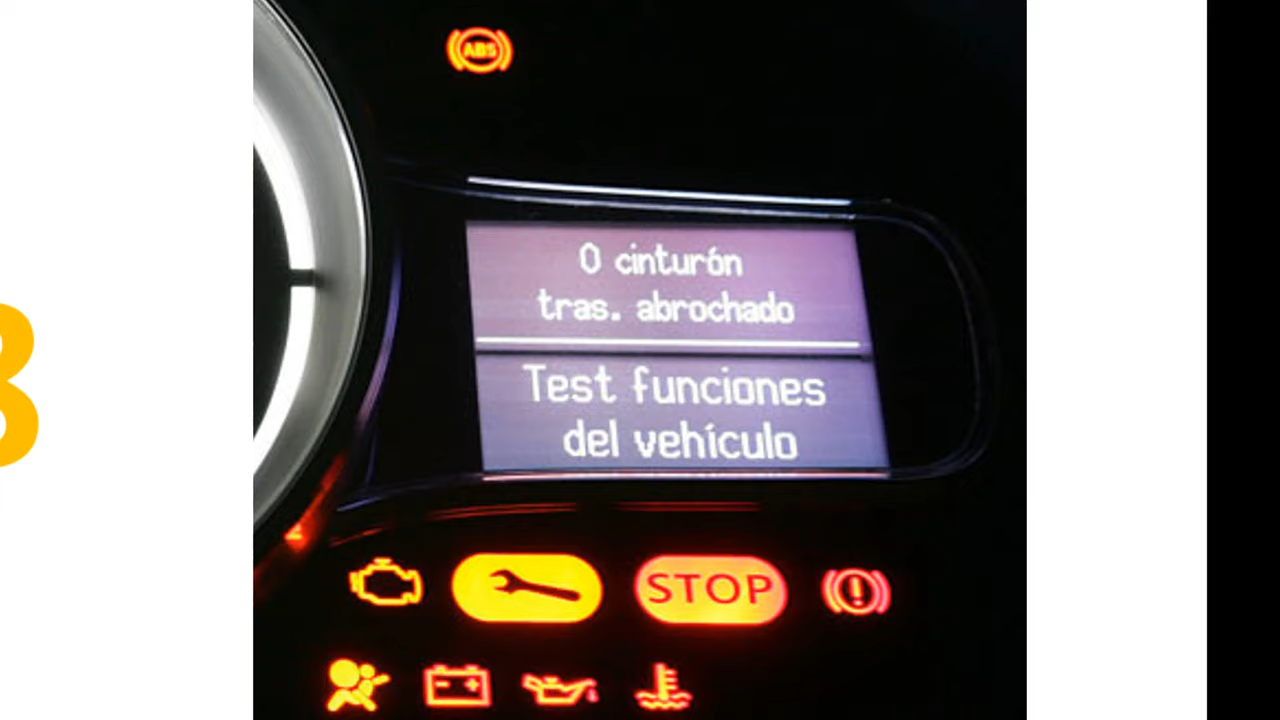 ABS
0 cinturón
tras. abrochado
Test funciones
del vehículo
STOP